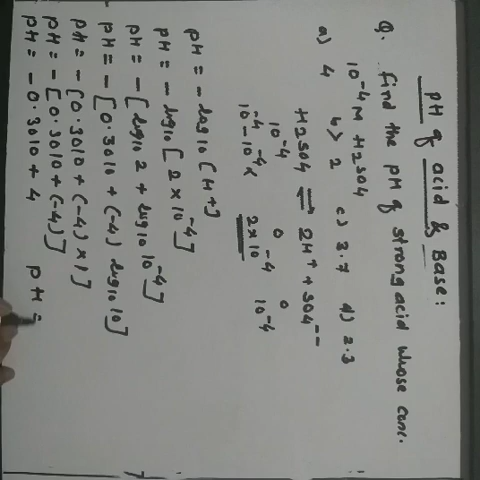 pH of acid & Base:
Q. find the pH of strong acid whose conc.
10⁻⁴M H2SO4
a) 4 b> 2 c) 3.7 d) 2.3
H2SO4 ⇌ 2H⁺ + SO4⁻⁻
10⁻⁴ 0 0
10⁻⁴-10⁻⁴x 2x10⁻⁴ 10⁻⁴
pH = -log10 [H+]
pH = -log10 [2 x 10⁻⁴]
pH = -[log10 2 + log10 10⁻⁴]
pH = -[0.3010 + (-4) log10 10]
pH = -[0.3010 + (-4) x 1]
pH = -[0.3010 + (-4)]
pH = -0.3010 + 4 pH =